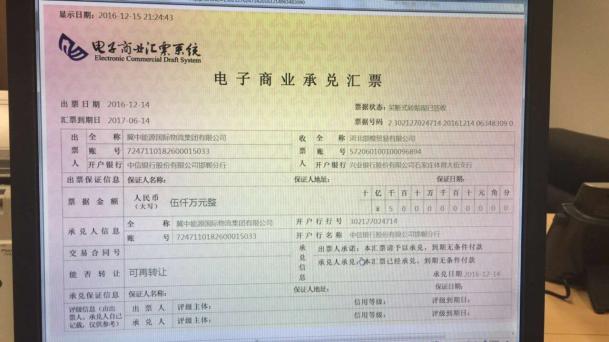 显示日期: 2016-12-15 21:24:43
电子商业汇票系统
Electronic Commercial Draft System
电子商业承兑汇票
出票日期 2016-12-14 票据状态: 买断式转贴现已签收
汇票到期日 2017-06-14 票据号码 2 302127024714 20161214 06348309 0
出票人 全称 冀中能源国际物流集团有限公司 收票人 全称
账号 7247110182600015033 账号 572060100100096894
开户银行 中信银行股份有限公司邯郸分行 开户银行 兴业银行股份有限公司石家庄体育大街支行
出票保证信息 保证人名称: 保证人地址: 保证日期:
票据金额 人民币(大写) 伍仟万元整 十亿千百十万千百十元角分
承兑人信息 全称 冀中能源国际物流集团有限公司 开户行行号 302127024714
账号 7247110182600015033 开户行名称 中信银行股份有限公司邯郸分行
交易合同号 承兑信息 出票人承诺: 本汇票请予以承兑, 到期无条件付款
能否转让 可再转让 承兑人承兑: 本汇票已经承兑, 到期无条件付款
承兑日期 2016-12-14
承兑保证信息 保证人名称: 保证人地址: 保证日期:
评级信息(由出票人、承兑人自己记载, 仅供参考) 出票人 评级主体: 信用等级: 评级到期日:
承兑人 评级主体: 信用等级: 评级到期日: